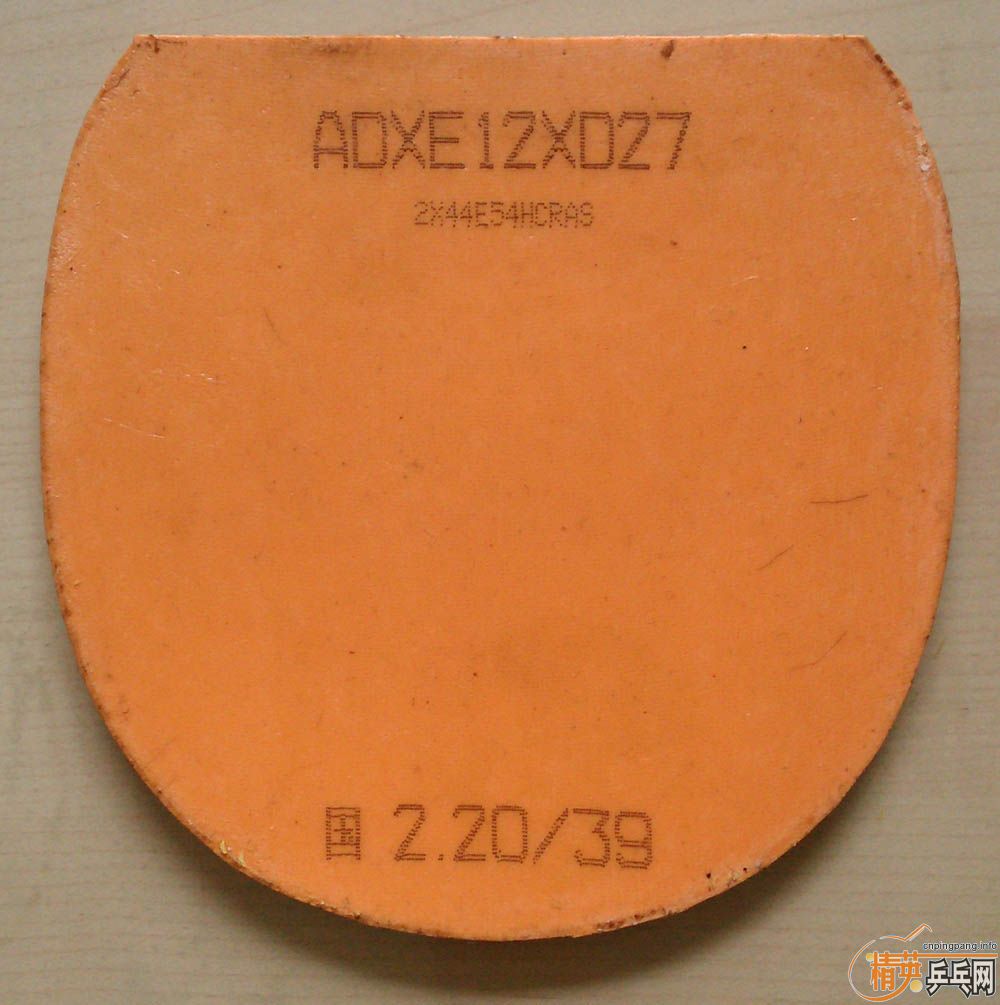 ADXE12XD27
2X44E54HCRAS
国 2.20/39
cnpingpang.info
精英乒乓网